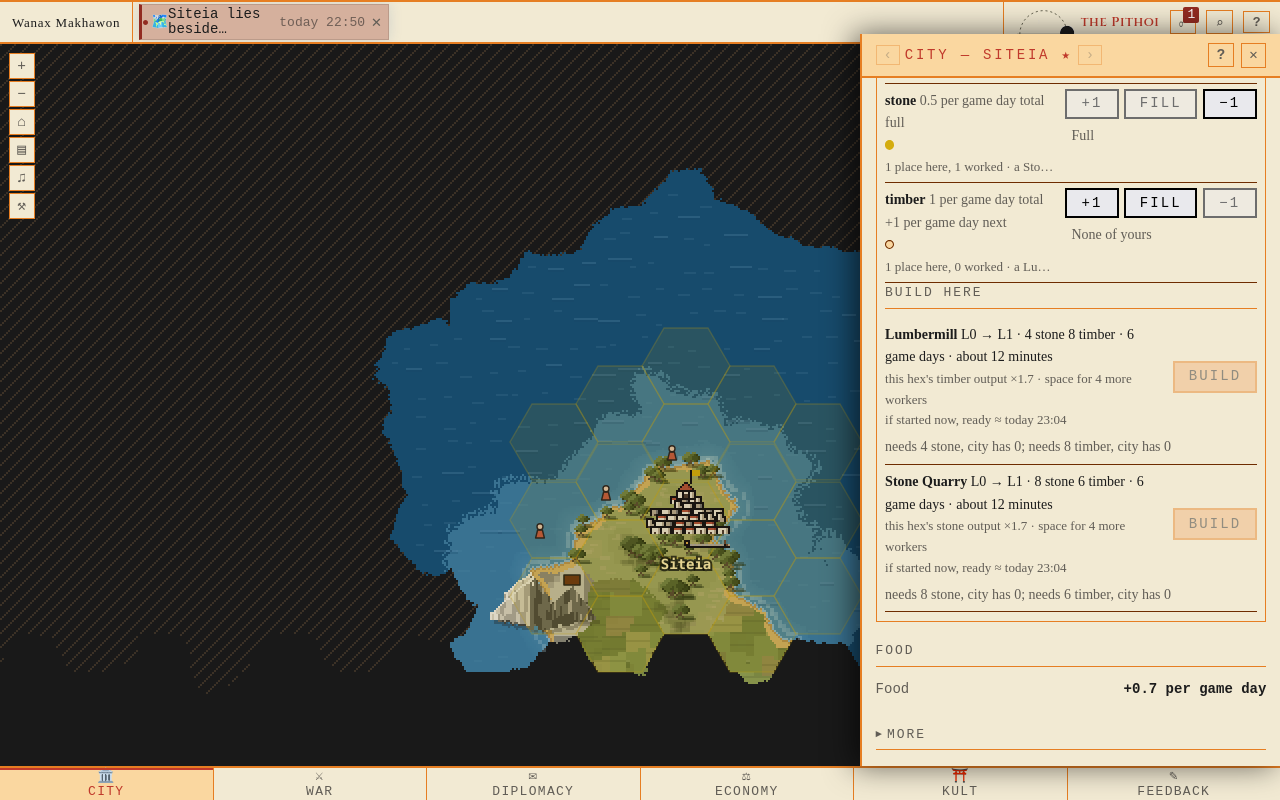 Wanax Makhawon
Siteia lies beside…
today 22:50 ✕
THE PITHOI
1
?
+
−
‹ CITY — SITEIA ★ ›
? ✕
stone 0.5 per game day total
full
+1 FILL −1
Full
1 place here, 1 worked · a Sto…
timber 1 per game day total
+1 per game day next
+1 FILL −1
None of yours
1 place here, 0 worked · a Lu…
BUILD HERE
Lumbermill L0 → L1 · 4 stone 8 timber · 6
game days · about 12 minutes
this hex's timber output ×1.7 · space for 4 more
workers
if started now, ready ≈ today 23:04
BUILD
needs 4 stone, city has 0; needs 8 timber, city has 0
Stone Quarry L0 → L1 · 8 stone 6 timber · 6
game days · about 12 minutes
this hex's stone output ×1.7 · space for 4 more
workers
if started now, ready ≈ today 23:04
BUILD
needs 8 stone, city has 0; needs 6 timber, city has 0
FOOD
Food +0.7 per game day
▶ MORE
Siteia
CITY
WAR
DIPLOMACY
ECONOMY
KULT
FEEDBACK